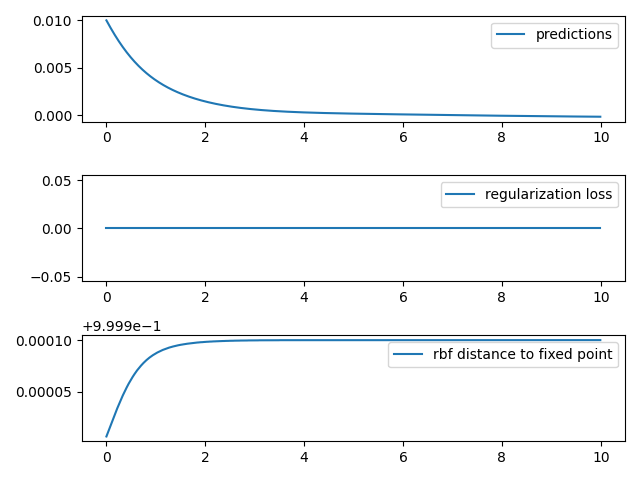 0.010
0.005
0.000
predictions
0 2 4 6 8 10
0.05
0.00
−0.05
regularization loss
0 2 4 6 8 10
+9.999e−1
0.00010
0.00005
rbf distance to fixed point
0 2 4 6 8 10